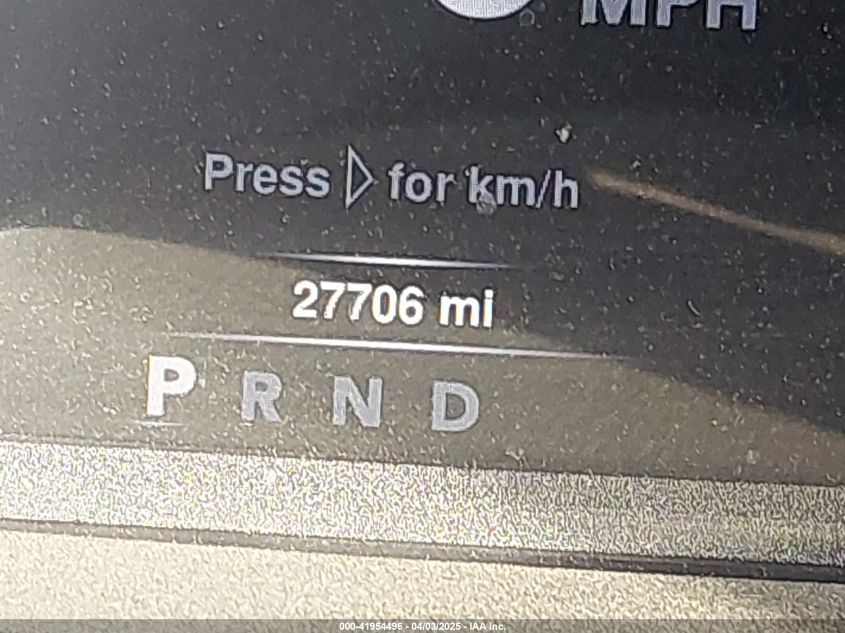 MPH
Press ▷ for km/h
27706 mi
P R N D
000-41954496 - 04/03/2025 - IAA Inc.